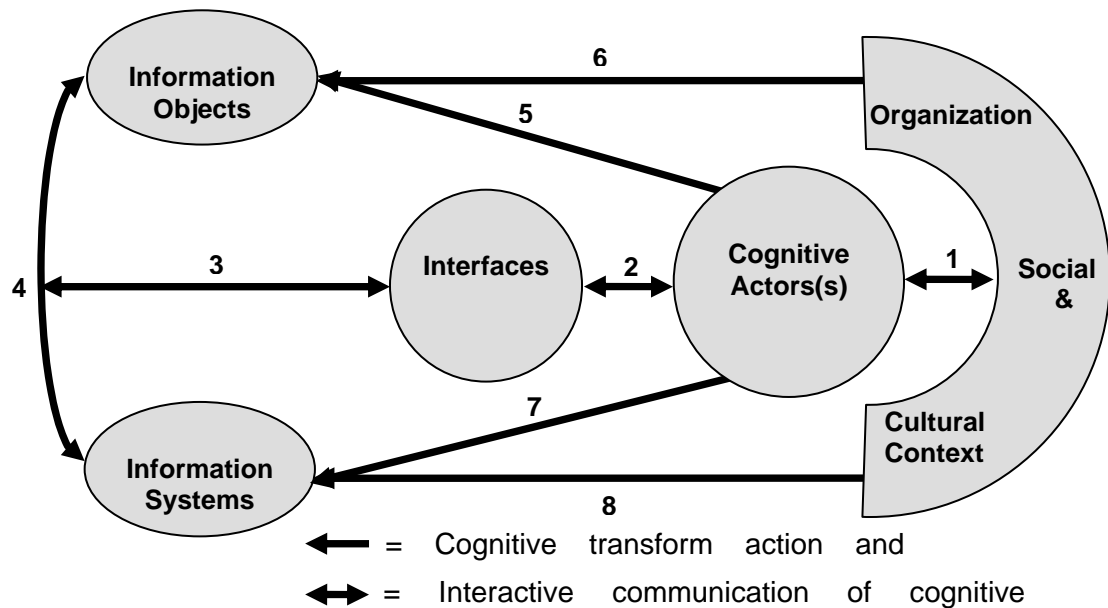 6
Information
Objects
Organization
5
Interfaces
Cognitive
Actors(s)
3
2
1
4
Social
&
7
Cultural
Context
Information
Systems
8
= Cognitive transform action and
= Interactive communication of cognitive